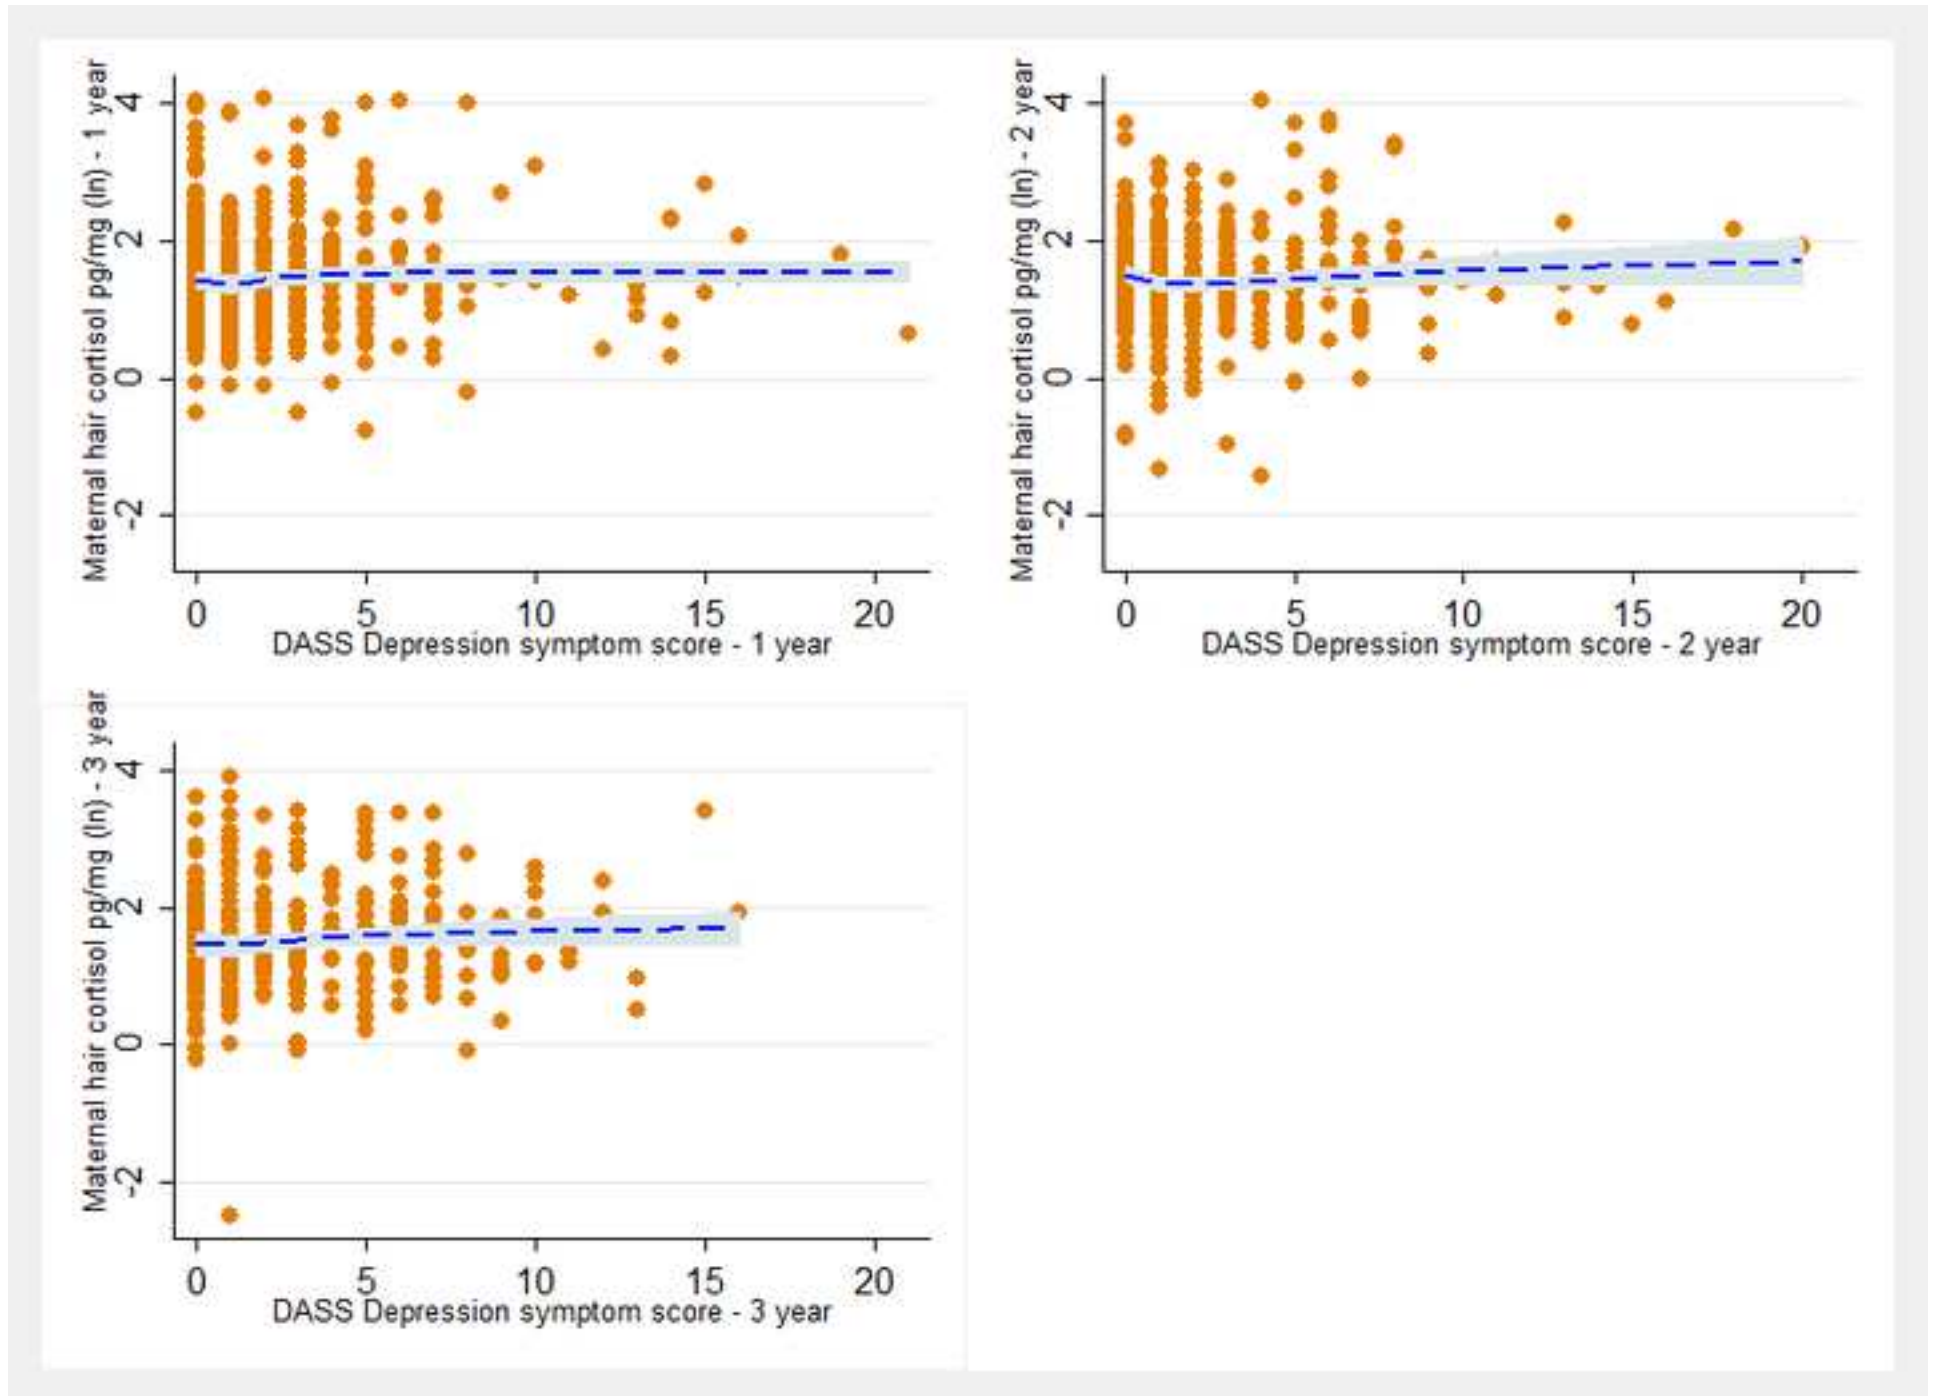 Maternal hair cortisol pg/mg (ln) - 1 year
4
2
0
-2
0 5 10 15 20
DASS Depression symptom score - 1 year
Maternal hair cortisol pg/mg (ln) - 2 year
4
2
0
-2
0 5 10 15 20
DASS Depression symptom score - 2 year
Maternal hair cortisol pg/mg (ln) - 3 year
4
2
0
-2
0 5 10 15 20
DASS Depression symptom score - 3 year